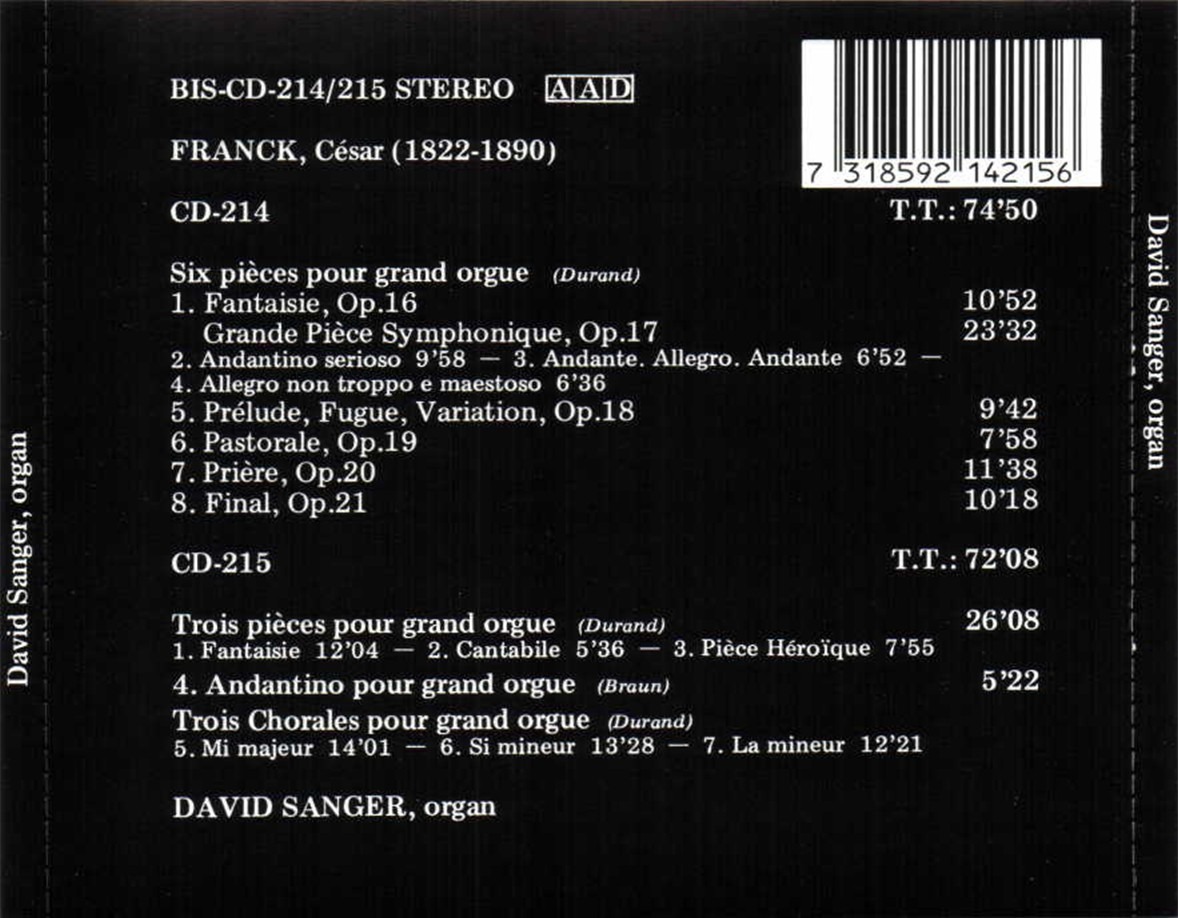 BIS-CD-214/215 STEREO AAD
7 318592 142156
FRANCK, César (1822-1890)
CD-214 T.T.: 74'50
Six pièces pour grand orgue (Durand)
1. Fantaisie, Op.16 10'52
Grande Pièce Symphonique, Op.17 23'32
2. Andantino serioso 9'58 — 3. Andante. Allegro. Andante 6'52 —
4. Allegro non troppo e maestoso 6'36
5. Prélude, Fugue, Variation, Op.18 9'42
6. Pastorale, Op.19 7'58
7. Prière, Op.20 11'38
8. Final, Op.21 10'18
CD-215 T.T.: 72'08
Trois pièces pour grand orgue (Durand) 26'08
1. Fantaisie 12'04 — 2. Cantabile 5'36 — 3. Pièce Héroïque 7'55
4. Andantino pour grand orgue (Braun) 5'22
Trois Chorales pour grand orgue (Durand)
5. Mi majeur 14'01 — 6. Si mineur 13'28 — 7. La mineur 12'21
DAVID SANGER, organ
David Sanger, organ
David Sanger, organ